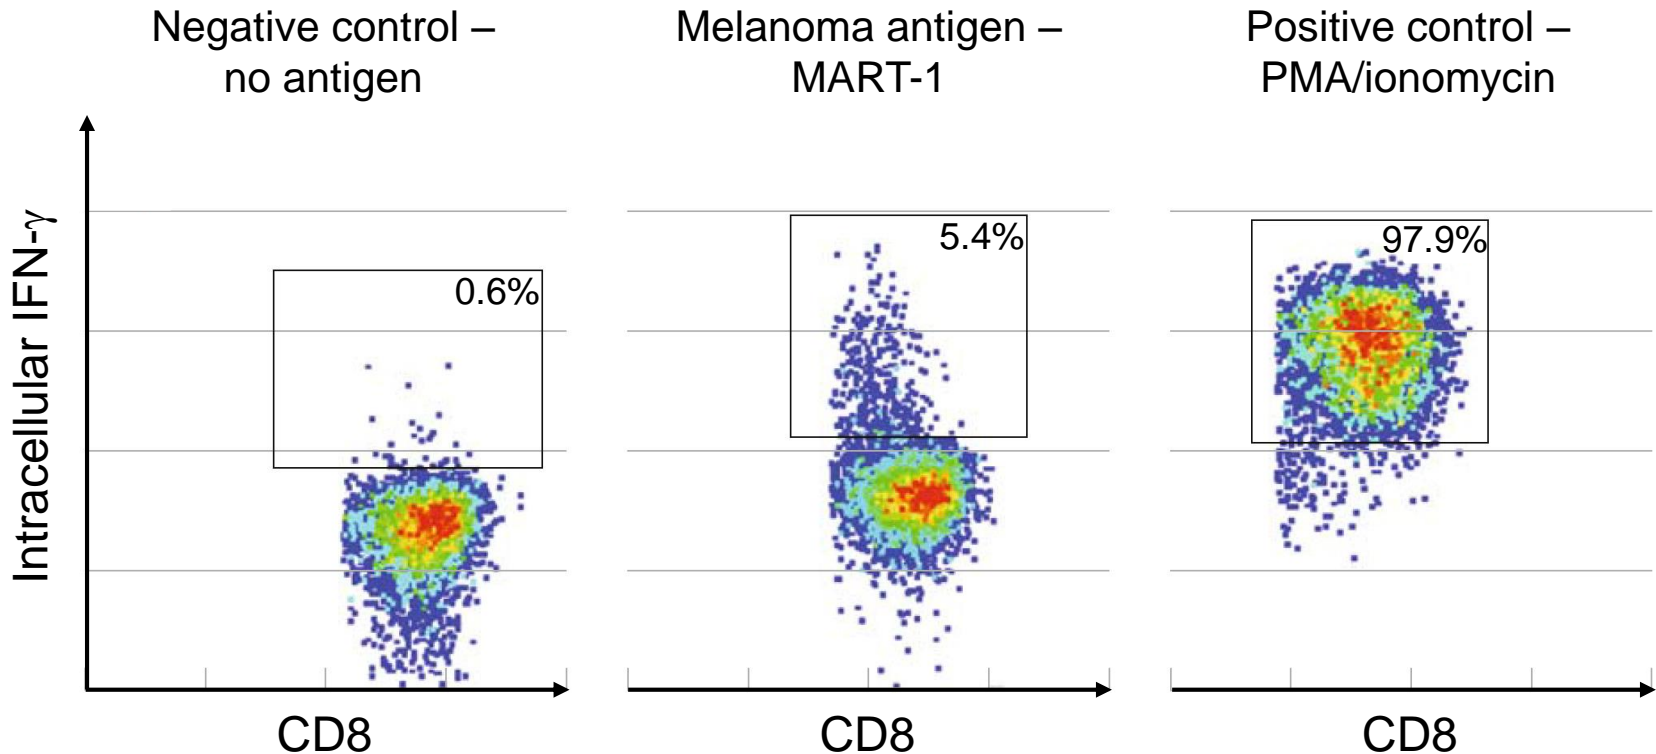 Negative control –
no antigen
Melanoma antigen –
MART-1
Positive control –
PMA/ionomycin
Intracellular IFN-γ
0.6%
5.4%
97.9%
CD8
CD8
CD8